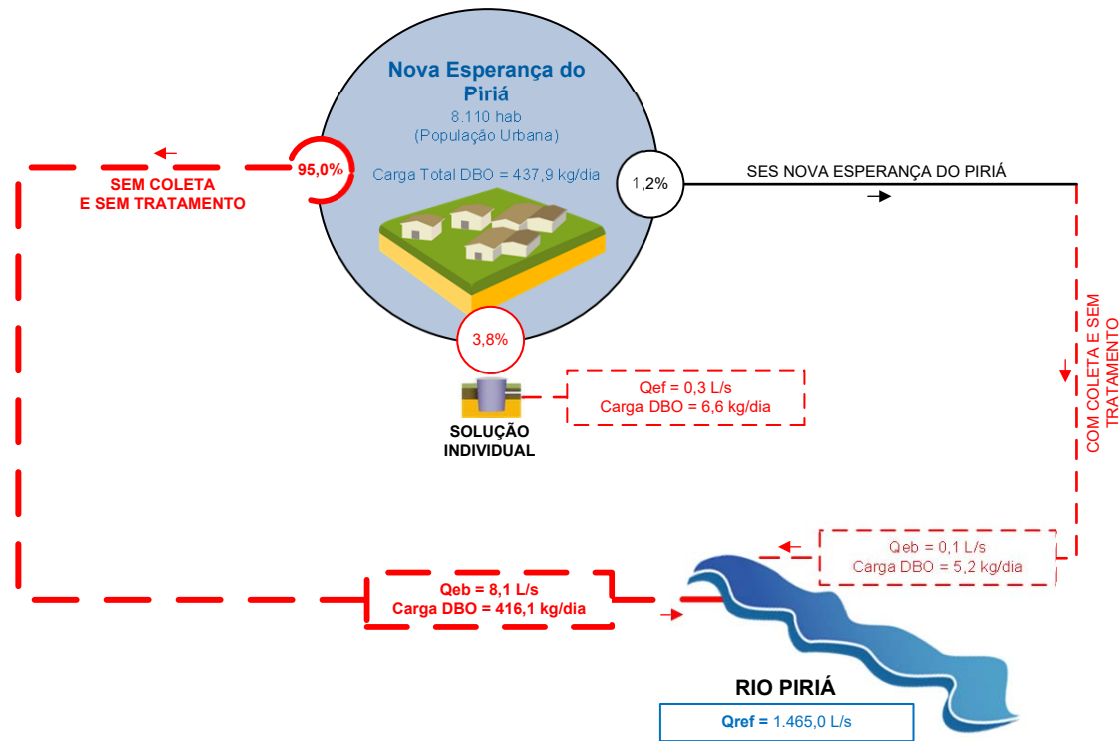 Nova Esperança do
Piriá
8.110 hab
(População Urbana)
Carga Total DBO = 437,9 kg/dia
95,0%
SEM COLETA
E SEM TRATAMENTO
1,2%
SES NOVA ESPERANÇA DO PIRIÁ
COM COLETA E SEM
TRATAMENTO
3,8%
SOLUÇÃO
INDIVIDUAL
Qef = 0,3 L/s
Carga DBO = 6,6 kg/dia
Qeb = 0,1 L/s
Carga DBO = 5,2 kg/dia
Qeb = 8,1 L/s
Carga DBO = 416,1 kg/dia
RIO PIRIÁ
Qref = 1.465,0 L/s